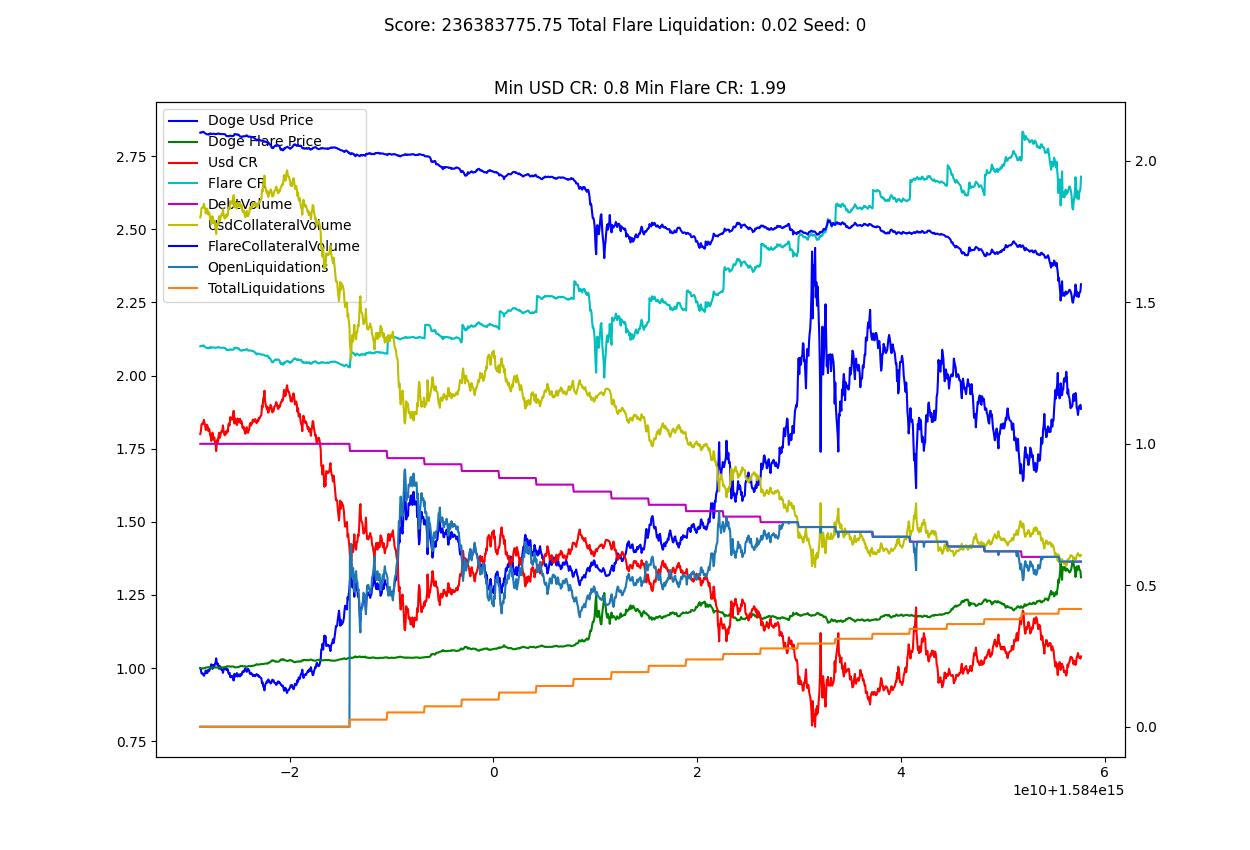 Score: 236383775.75 Total Flare Liquidation: 0.02 Seed: 0
Min USD CR: 0.8 Min Flare CR: 1.99
Doge Usd Price
Doge Flare Price
Usd CR
Flare CR
DebtVolume
UsdCollateralVolume
FlareCollateralVolume
OpenLiquidations
TotalLiquidations
2.75
2.50
2.25
2.00
1.75
1.50
1.25
1.00
0.75
2.0
1.5
1.0
0.5
0.0
−2 0 2 4 6
1e10+1.584e15